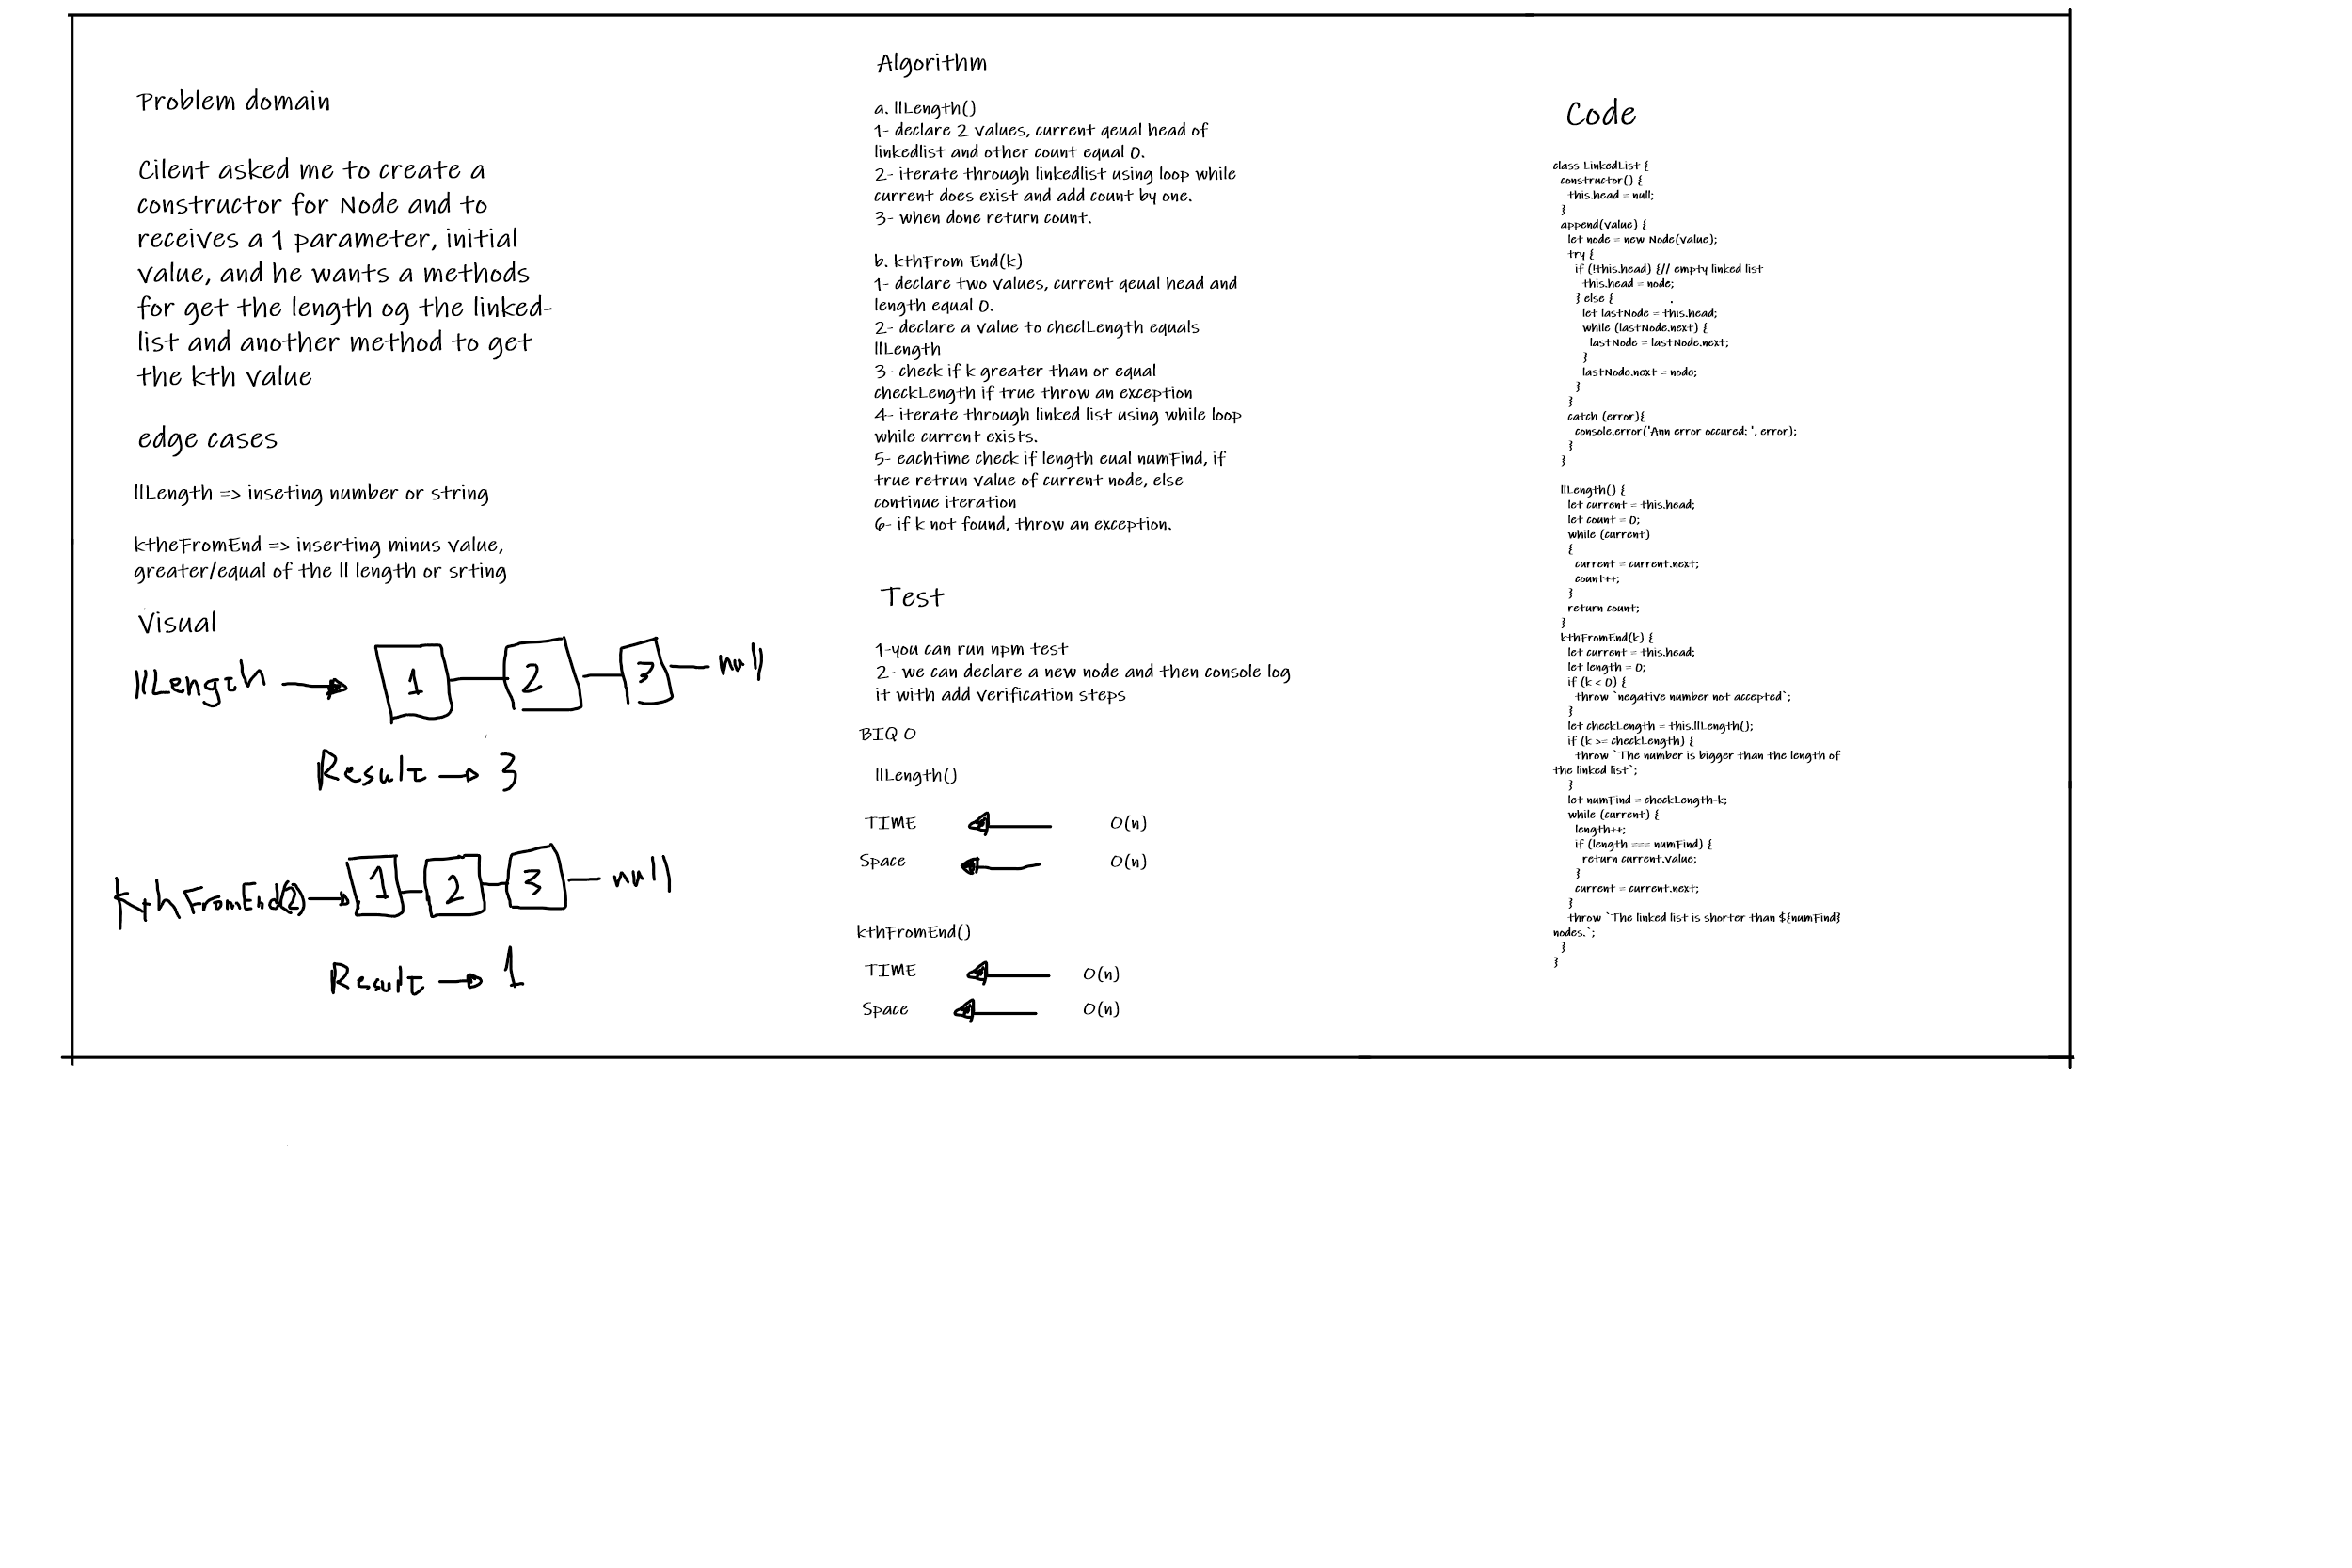 Problem domain
Cilent asked me to create a
constructor for Node and to
receives a 1 parameter, initial
value, and he wants a methods
for get the length og the linked-
list and another method to get
the kth value
edge cases
llLength => inseting number or string
ktheFromEnd => inserting minus value,
greater/equal of the ll length or srting
Visual
llLength
1
2
3
null
Result
3
kthFromEnd(2)
1
2
3
null
Result
1
Algorithm
a. llLength()
1- declare 2 values, current qeual head of
linkedlist and other count equal 0.
2- iterate through linkedlist using loop while
current does exist and add count by one.
3- when done return count.
b. kthFrom End(k)
1- declare two values, current qeual head and
length equal 0.
2- declare a value to checlLength equals
llLength
3- check if k greater than or equal
checkLength if true throw an exception
4- iterate through linked list using while loop
while current exists.
5- eachtime check if length eual numFind, if
true retrun value of current node, else
continue iteration
6- if k not found, throw an exception.
Test
1-you can run npm test
2- we can declare a new node and then console log
it with add verification steps
BIQ O
llLength()
TIME O(n)
Space O(n)
kthFromEnd()
TIME O(n)
Space O(n)
Code
class LinkedList {
constructor() {
this.head = null;
}
append(value) {
let node = new Node(value);
try {
if (!this.head) {// empty linked list
this.head = node;
} else { .
let lastNode = this.head;
while (lastNode.next) {
lastNode = lastNode.next;
}
lastNode.next = node;
}
}
catch (error){
console.error('Ann error occured: ', error);
}
}
llLength() {
let current = this.head;
let count = 0;
while (current)
{
current = current.next;
count++;
}
return count;
}
kthFromEnd(k) {
let current = this.head;
let length = 0;
if (k < 0) {
throw `negative number not accepted`;
}
let checkLength = this.llLength();
if (k >= checkLength) {
throw `The number is bigger than the length of
the linked list`;
}
let numFind = checkLength-k;
while (current) {
length++;
if (length === numFind) {
return current.value;
}
current = current.next;
}
throw `The linked list is shorter than ${numFind}
nodes.`;
}
}